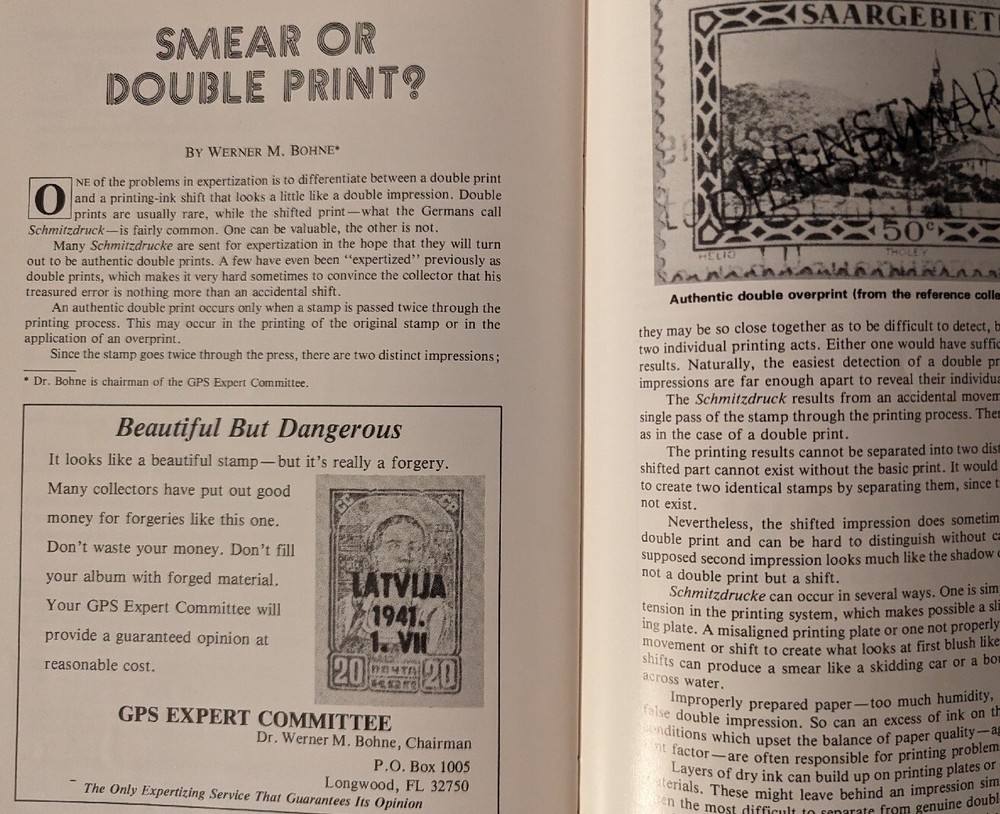 SMEAR OR
DOUBLE PRINT?
BY WERNER M. BOHNE*
ONE of the problems in expertization is to differentiate between a double print
and a printing-ink shift that looks a little like a double impression. Double
prints are usually rare, while the shifted print—what the Germans call
Schmitzdruck—is fairly common. One can be valuable, the other is not.
Many Schmitzdrucke are sent for expertization in the hope that they will turn
out to be authentic double prints. A few have even been “expertized” previously as
double prints, which makes it very hard sometimes to convince the collector that his
treasured error is nothing more than an accidental shift.
An authentic double print occurs only when a stamp is passed twice through the
printing process. This may occur in the printing of the original stamp or in the
application of an overprint.
Since the stamp goes twice through the press, there are two distinct impressions;
* Dr. Bohne is chairman of the GPS Expert Committee.
Beautiful But Dangerous
It looks like a beautiful stamp—but it's really a forgery.
Many collectors have put out good
money for forgeries like this one.
Don't waste your money. Don't fill
your album with forged material.
Your GPS Expert Committee will
provide a guaranteed opinion at
reasonable cost.
LATVIJA
1941.
1. VII
20 ПОЧТА 20
GPS EXPERT COMMITTEE
Dr. Werner M. Bohne, Chairman
P.O. Box 1005
Longwood, FL 32750
The Only Expertizing Service That Guarantees Its Opinion
SAARGEBIET
DIENSTMAR
DIENSTMAR
50c
HELIO THOLEY
Authentic double overprint (from the reference
they may be so close together as to be difficult to detect,
two individual printing acts. Either one would have
results. Naturally, the easiest detection of a double
impressions are far enough apart to reveal their
The Schmitzdruck results from an accidental
single pass of the stamp through the printing process.
as in the case of a double print.
The printing results cannot be separated into two
shifted part cannot exist without the basic print. It would
to create two identical stamps by separating them, since
not exist.
Nevertheless, the shifted impression does
double print and can be hard to distinguish without
supposed second impression looks much like the shadow
not a double print but a shift.
Schmitzdrucke can occur in several ways. One is
tension in the printing system, which makes possible a
ing plate. A misaligned printing plate or one not properly
movement or shift to create what looks at first blush like
shifts can produce a smear like a skidding car or a
across water.
Improperly prepared paper—too much humidity,
false double impression. So can an excess of ink on
conditions which upset the balance of paper quality—
factor—are often responsible for printing
Layers of dry ink can build up on printing plates or
These might leave behind an impression
the most difficult to separate from genuine